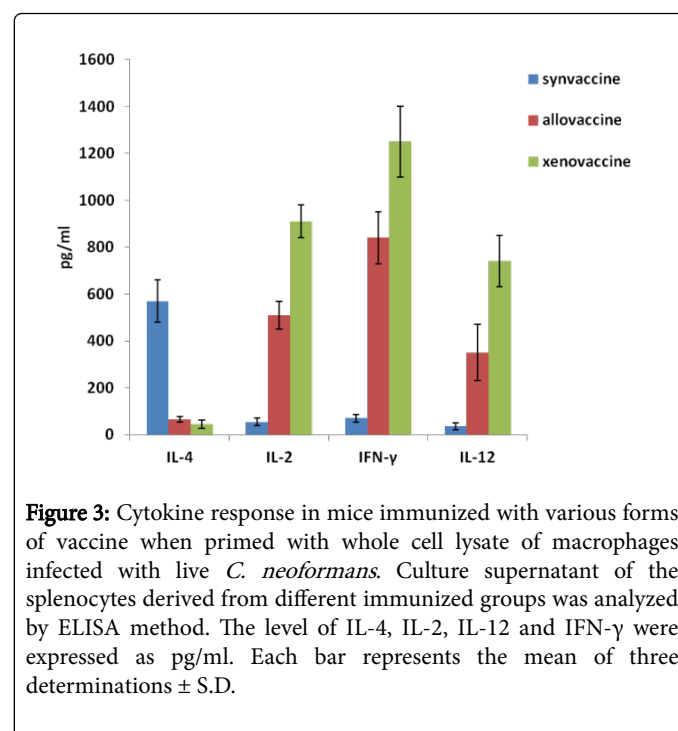 1600
1400
1200
1000
800
600
400
200
0
pg/ml
IL-4 IL-2 IFN-γ IL-12
synvaccine
allovaccine
xenovaccine
Figure 3: Cytokine response in mice immunized with various forms
of vaccine when primed with whole cell lysate of macrophages
infected with live C. neoformans. Culture supernatant of the
splenocytes derived from different immunized groups was analyzed
by ELISA method. The level of IL-4, IL-2, IL-12 and IFN-γ were
expressed as pg/ml. Each bar represents the mean of three
determinations ± S.D.